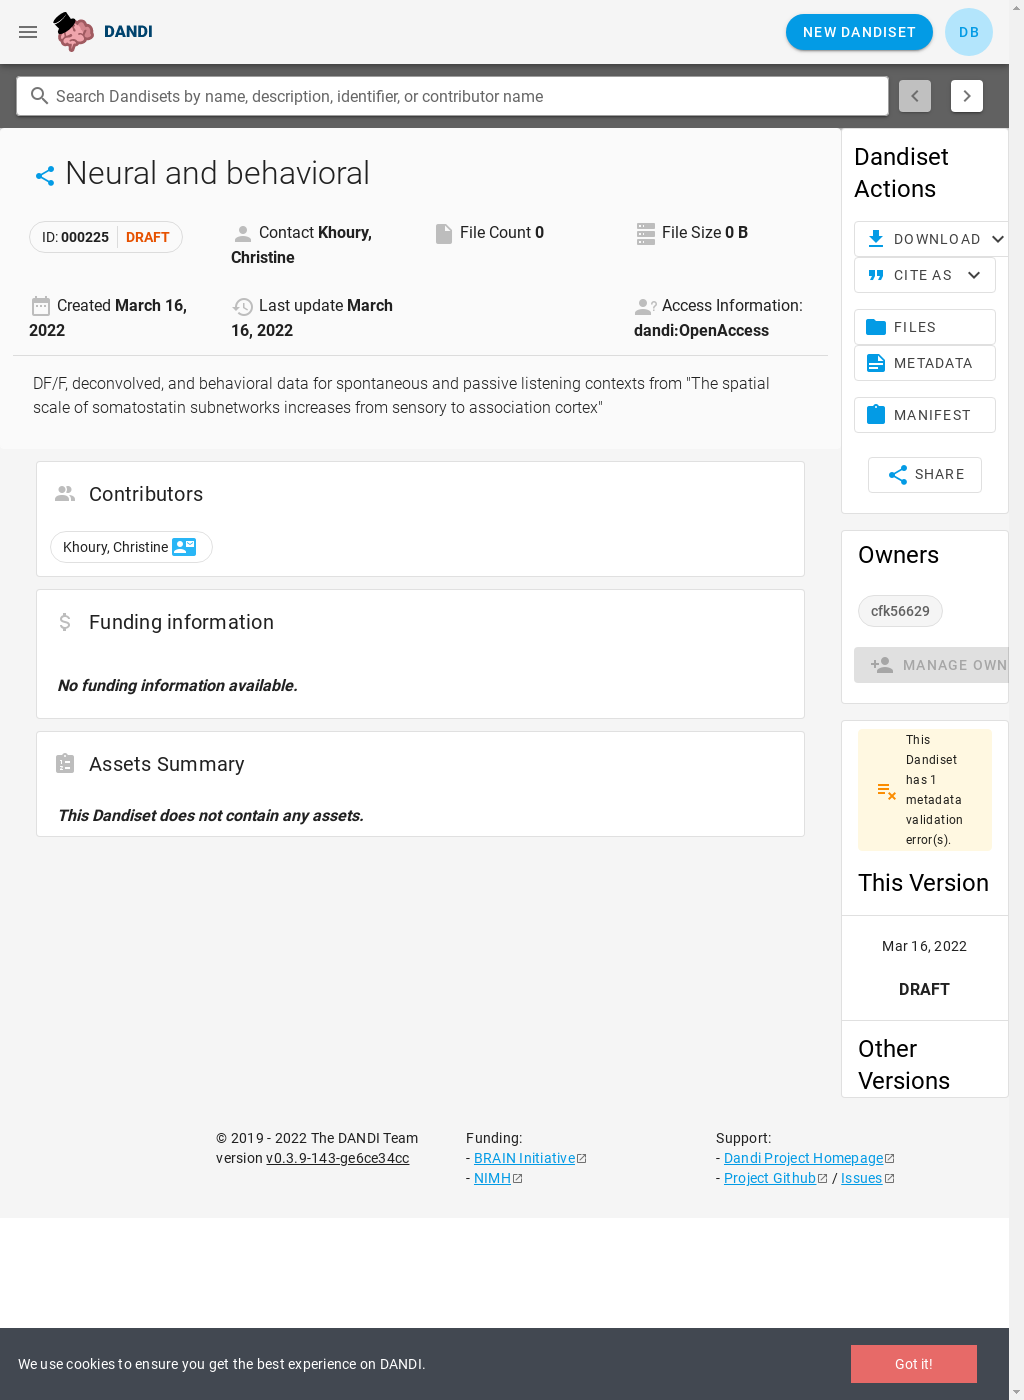 DANDI
NEW DANDISET
DB
Search Dandisets by name, description, identifier, or contributor name
Neural and behavioral
ID: 000225 DRAFT
Contact Khoury,
Christine
File Count 0
File Size 0 B
Created March 16,
2022
Last update March
16, 2022
Access Information:
dandi:OpenAccess
DF/F, deconvolved, and behavioral data for spontaneous and passive listening contexts from "The spatial
scale of somatostatin subnetworks increases from sensory to association cortex"
Contributors
Khoury, Christine
Funding information
No funding information available.
Assets Summary
This Dandiset does not contain any assets.
Dandiset
Actions
DOWNLOAD
CITE AS
FILES
METADATA
MANIFEST
SHARE
Owners
cfk56629
MANAGE OWN
This
Dandiset
has 1
metadata
validation
error(s).
This Version
Mar 16, 2022
DRAFT
Other
Versions
© 2019 - 2022 The DANDI Team
version v0.3.9-143-ge6ce34cc
Funding:
- BRAIN Initiative
- NIMH
Support:
- Dandi Project Homepage
- Project Github / Issues
We use cookies to ensure you get the best experience on DANDI.
Got it!